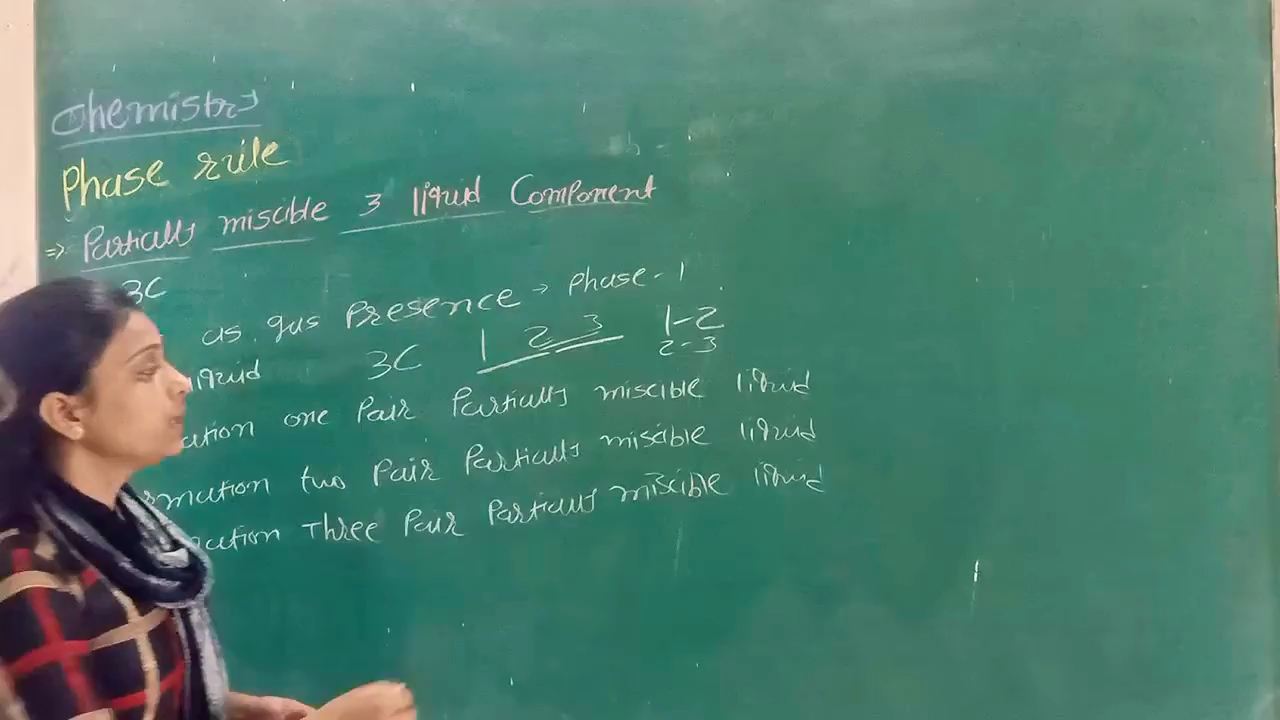 Chemistry
Phase rule
⇒ Partially miscible 3 liquid Component
3C
as gas Presence → Phase - 1
3C 1 2 3 1-2
2-3
one Pair Partially miscible liquid
two Pair Partially miscible liquid
Three Pair Partially miscible liquid